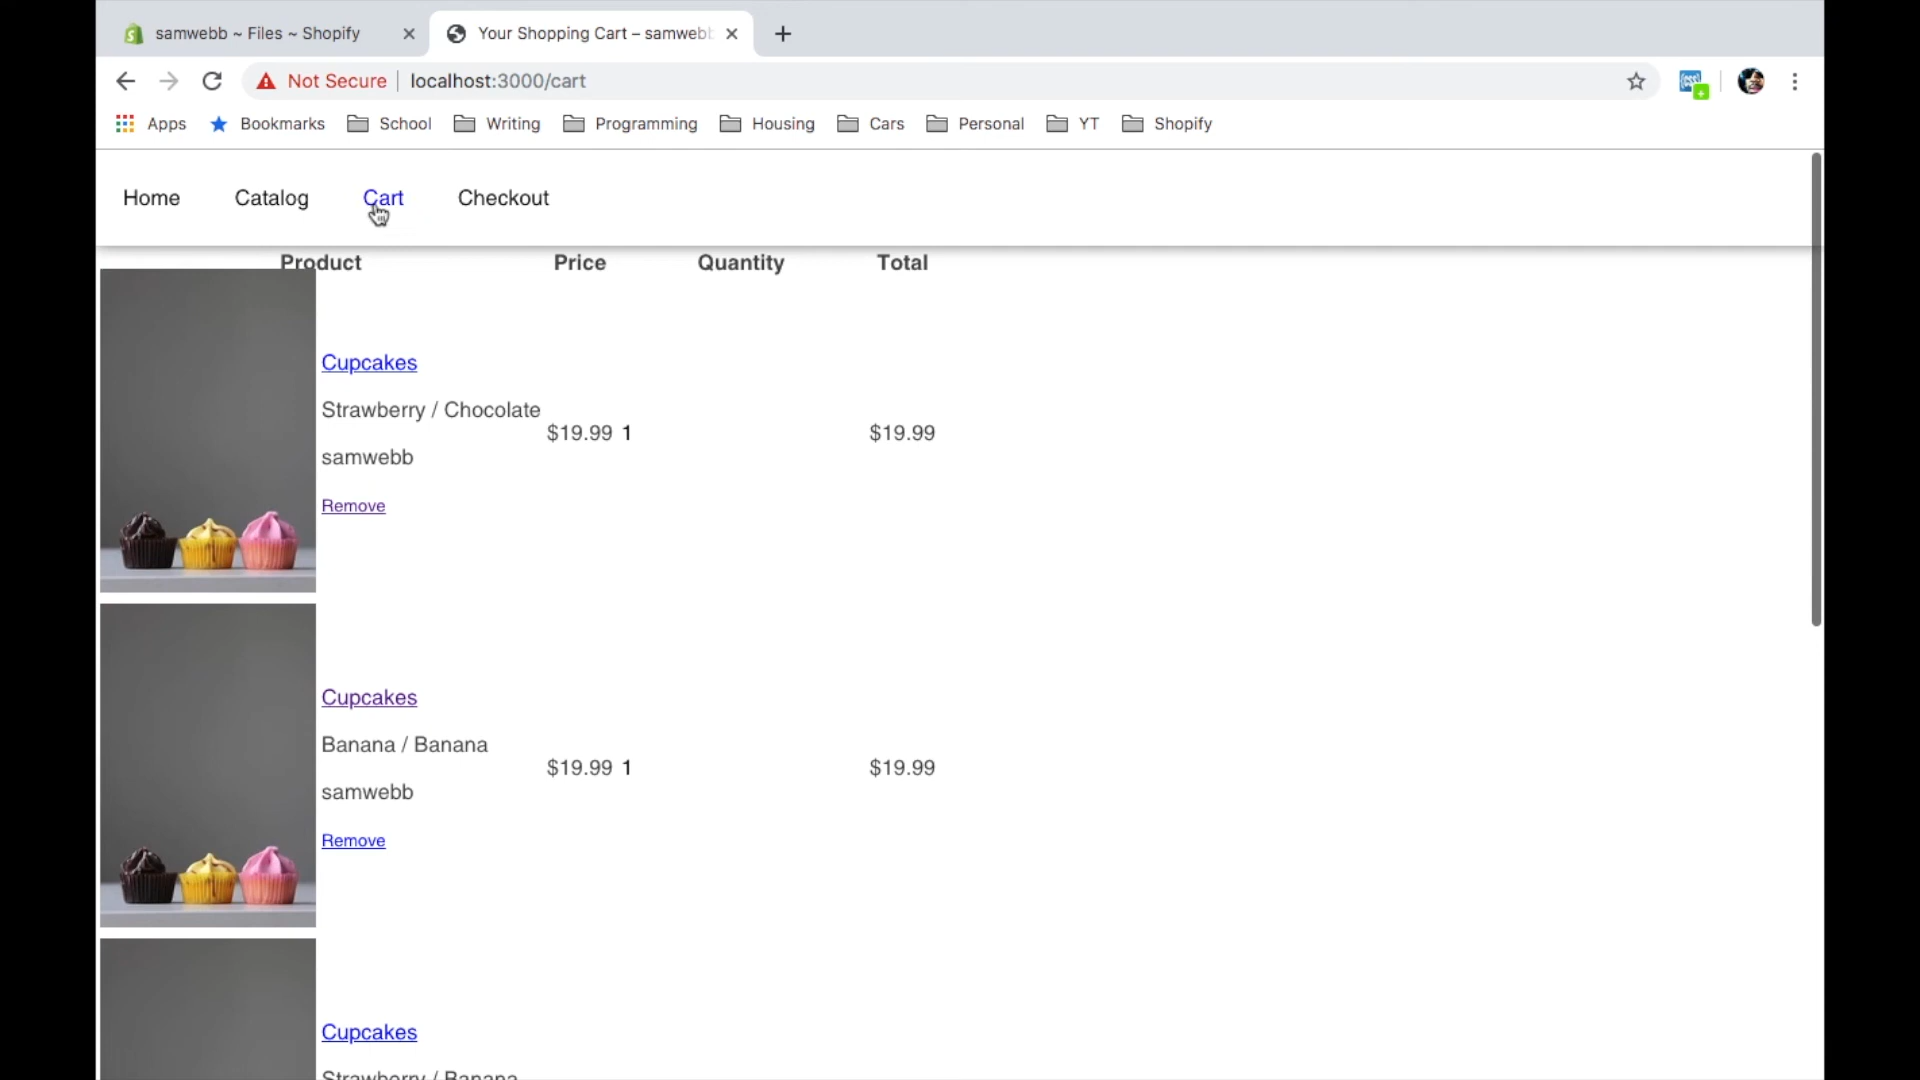 samwebb ~ Files ~ Shopify
Your Shopping Cart – samwebb
Not Secure
localhost:3000/cart
Apps
Bookmarks
School
Writing
Programming
Housing
Cars
Personal
YT
Shopify
Home
Catalog
Cart
Checkout
Product
Price
Quantity
Total
Cupcakes
Strawberry / Chocolate
$19.99 1
$19.99
samwebb
Remove
Cupcakes
Banana / Banana
$19.99 1
$19.99
samwebb
Remove
Cupcakes
Strawberry / Banana